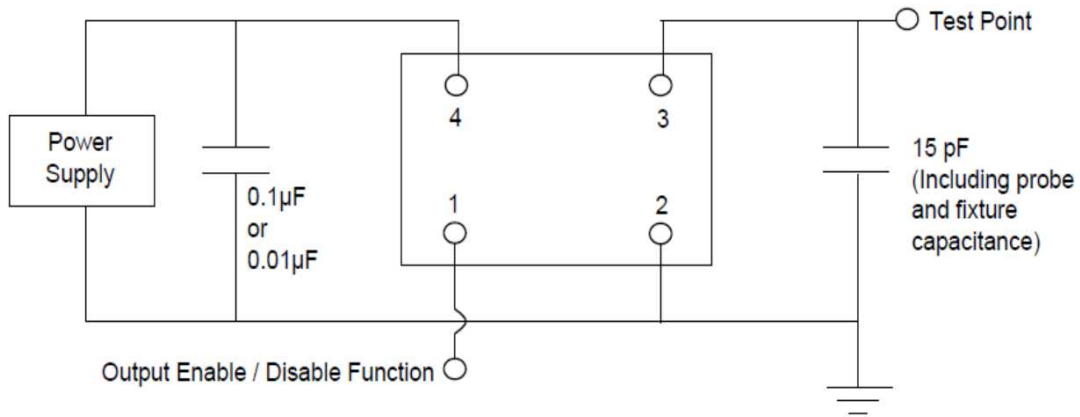 Test Point
4
3
Power
Supply
15 pF
(Including probe
and fixture
capacitance)
0.1µF
or
0.01µF
1
2
Output Enable / Disable Function